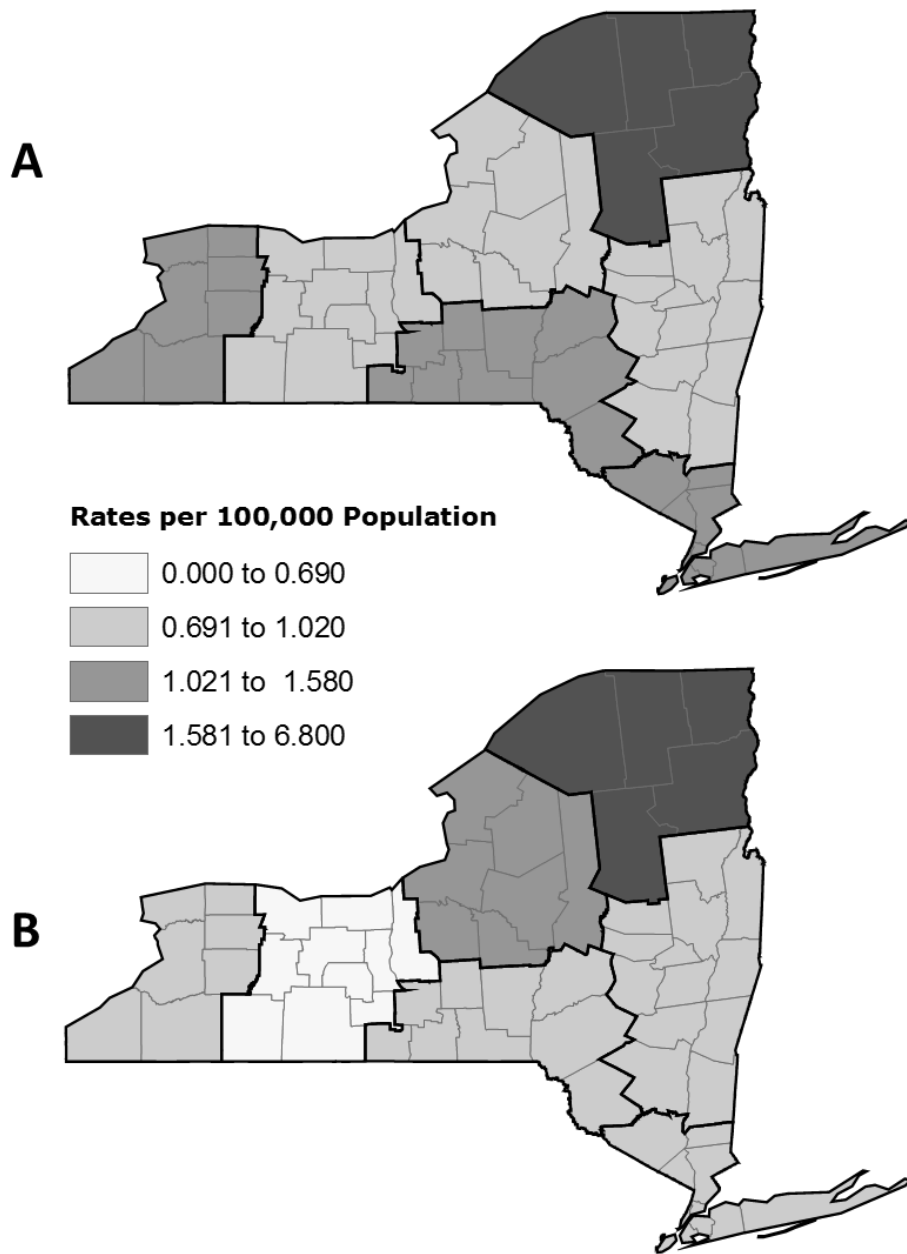 A
Rates per 100,000 Population
0.000 to 0.690
0.691 to 1.020
1.021 to 1.580
1.581 to 6.800
B